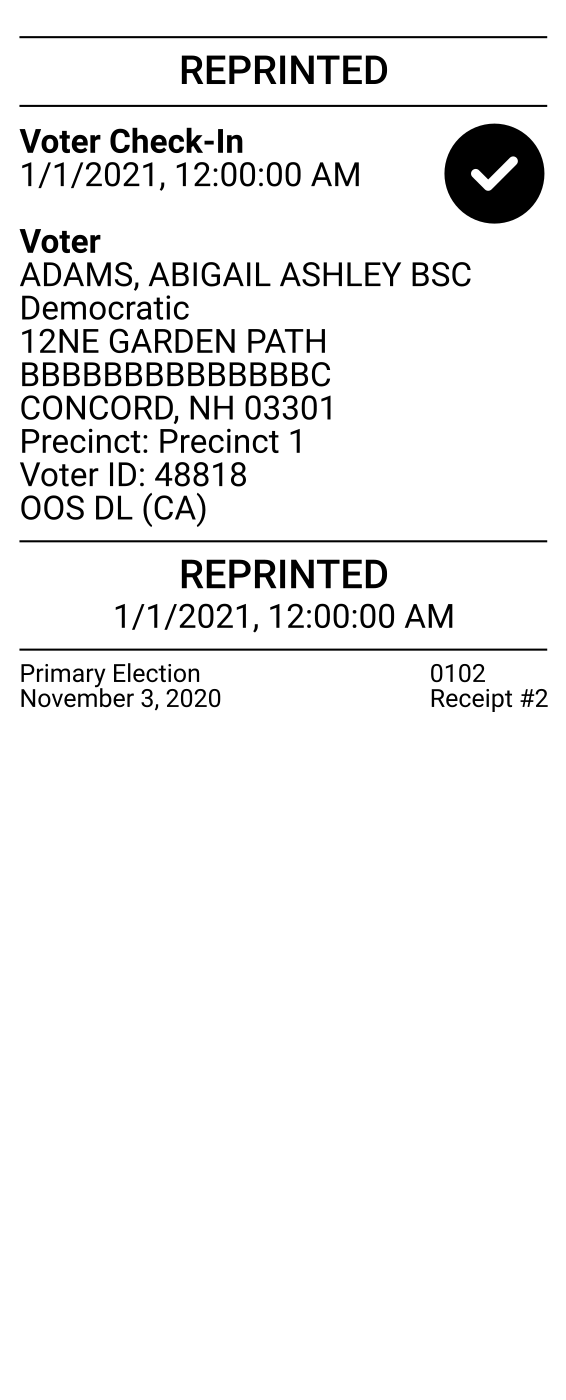 REPRINTED
Voter Check-In
1/1/2021, 12:00:00 AM
Voter
ADAMS, ABIGAIL ASHLEY BSC
Democratic
12NE GARDEN PATH
BBBBBBBBBBBBBBC
CONCORD, NH 03301
Precinct: Precinct 1
Voter ID: 48818
OOS DL (CA)
REPRINTED
1/1/2021, 12:00:00 AM
Primary Election
November 3, 2020
0102
Receipt #2